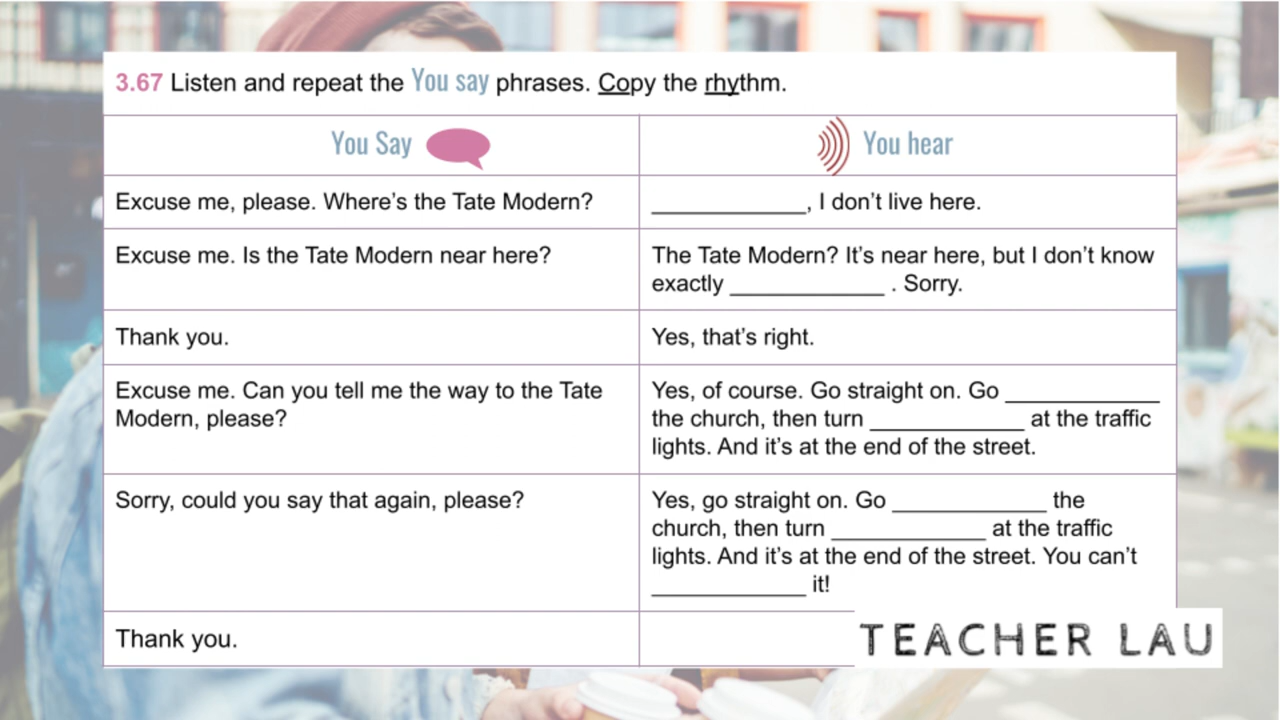 3.67 Listen and repeat the You say phrases. Copy the rhythm.
You Say
You hear
Excuse me, please. Where's the Tate Modern?
____________, I don't live here.
Excuse me. Is the Tate Modern near here?
The Tate Modern? It's near here, but I don't know
exactly ____________ . Sorry.
Thank you.
Yes, that's right.
Excuse me. Can you tell me the way to the Tate
Modern, please?
Yes, of course. Go straight on. Go ____________
the church, then turn ____________ at the traffic
lights. And it's at the end of the street.
Sorry, could you say that again, please?
Yes, go straight on. Go ____________ the
church, then turn ____________ at the traffic
lights. And it's at the end of the street. You can't
____________ it!
Thank you.
TEACHER LAU